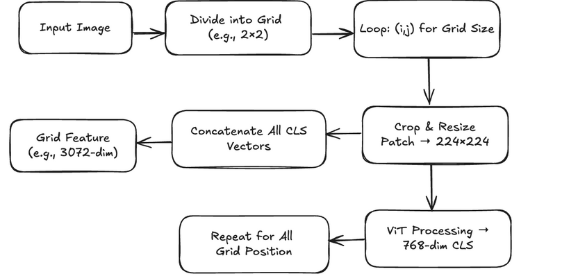 Input Image
Divide into Grid
(e.g., 2×2)
Loop: (i,j) for Grid Size
Grid Feature
(e.g., 3072-dim)
Concatenate All CLS
Vectors
Crop & Resize
Patch → 224×224
Repeat for All
Grid Position
ViT Processing →
768-dim CLS